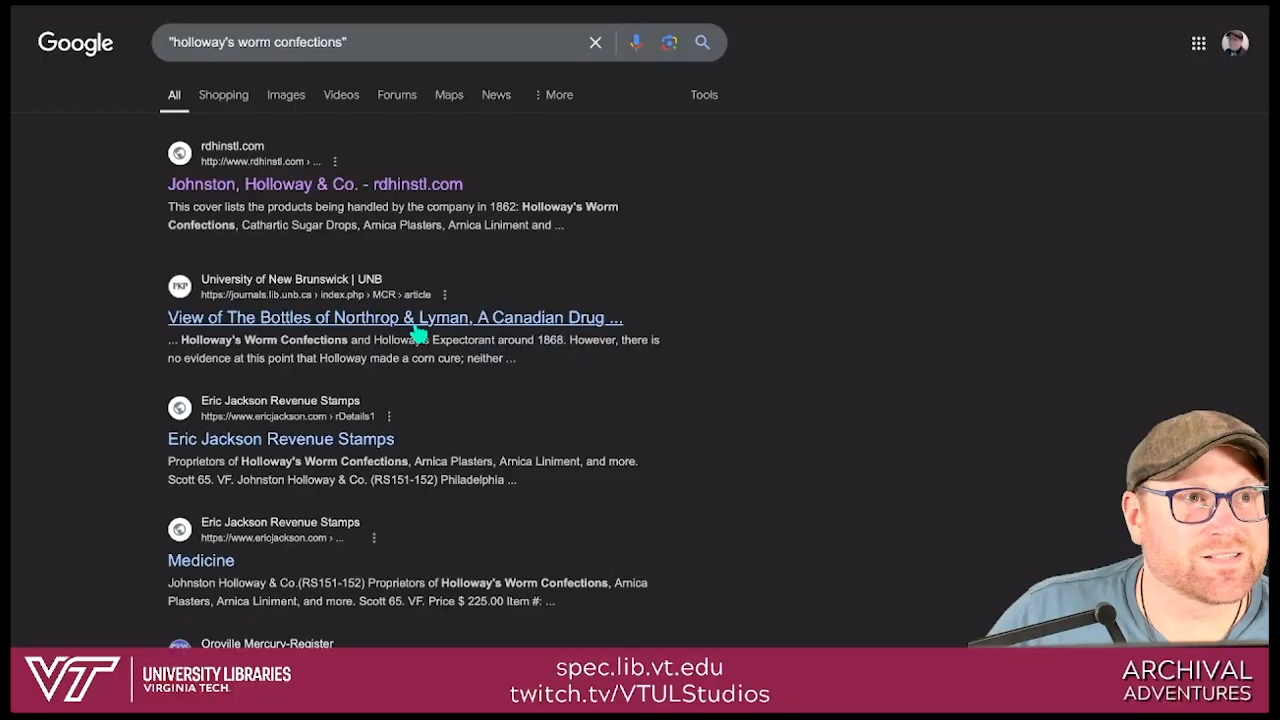 Google
"holloway's worm confections"
All Shopping Images Videos Forums Maps News More Tools
rdhinstl.com
http://www.rdhinstl.com › ...
Johnston, Holloway & Co. - rdhinstl.com
This cover lists the products being handled by the company in 1862: Holloway's Worm
Confections, Cathartic Sugar Drops, Arnica Plasters, Arnica Liniment and ...
PKP
University of New Brunswick | UNB
https://journals.lib.unb.ca › index.php › MCR › article
View of The Bottles of Northrop & Lyman, A Canadian Drug ...
... Holloway's Worm Confections and Holloway's Expectorant around 1868. However, there is
no evidence at this point that Holloway made a corn cure; neither ...
Eric Jackson Revenue Stamps
https://www.ericjackson.com › rDetails1
Eric Jackson Revenue Stamps
Proprietors of Holloway's Worm Confections, Arnica Plasters, Arnica Liniment, and more.
Scott 65. VF. Johnston Holloway & Co. (RS151-152) Philadelphia ...
Eric Jackson Revenue Stamps
https://www.ericjackson.com › ...
Medicine
Johnston Holloway & Co.(RS151-152) Proprietors of Holloway's Worm Confections, Arnica
Plasters, Arnica Liniment, and more. Scott 65. VF. Price $ 225.00 Item #: ...
Oroville Mercury-Register
VT UNIVERSITY LIBRARIES
VIRGINIA TECH.
spec.lib.vt.edu
twitch.tv/VTULStudios
ARCHIVAL
ADVENTURES